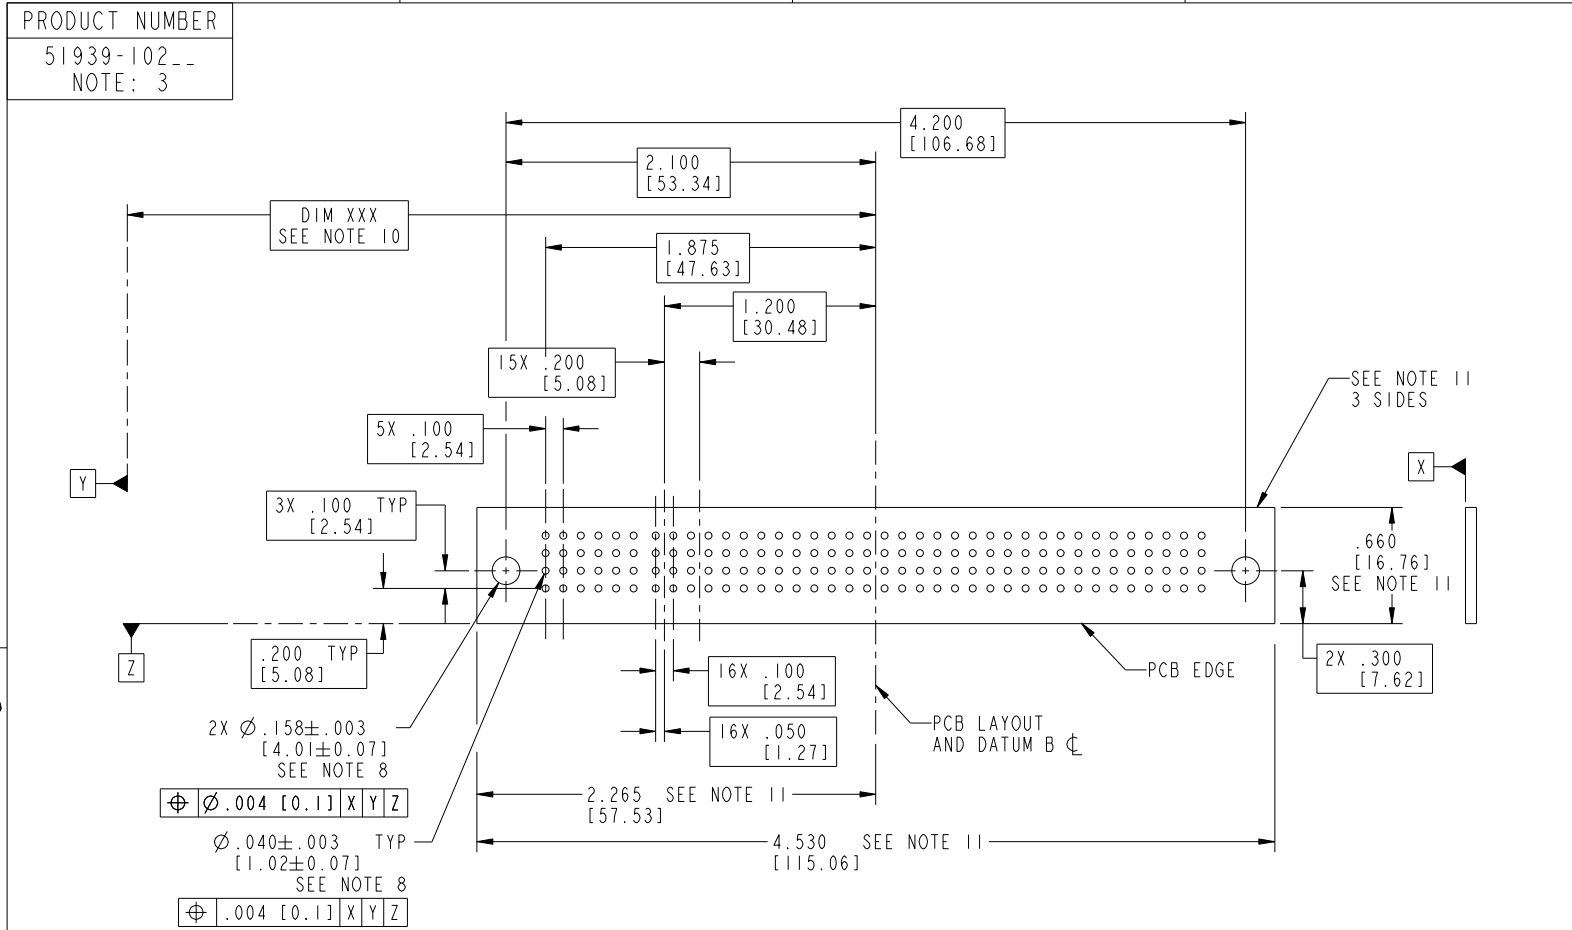 PRODUCT NUMBER
51939-102__
NOTE: 3
4.200
[106.68]
2.100
[53.34]
DIM XXX
SEE NOTE 10
1.875
[47.63]
1.200
[30.48]
15X .200
[5.08]
SEE NOTE 11
3 SIDES
5X .100
[2.54]
Y
X
3X .100 TYP
[2.54]
.660
[16.76]
SEE NOTE 11
Z
.200 TYP
[5.08]
16X .100
[2.54]
PCB EDGE
2X .300
[7.62]
2X Ø.158±.003
[4.01±0.07]
SEE NOTE 8
16X .050
[1.27]
PCB LAYOUT
AND DATUM B ℄
⌖ Ø.004 [0.1] X Y Z
2.265 SEE NOTE 11
[57.53]
Ø.040±.003 TYP
[1.02±0.07]
SEE NOTE 8
4.530 SEE NOTE 11
[115.06]
⌖ .004 [0.1] X Y Z